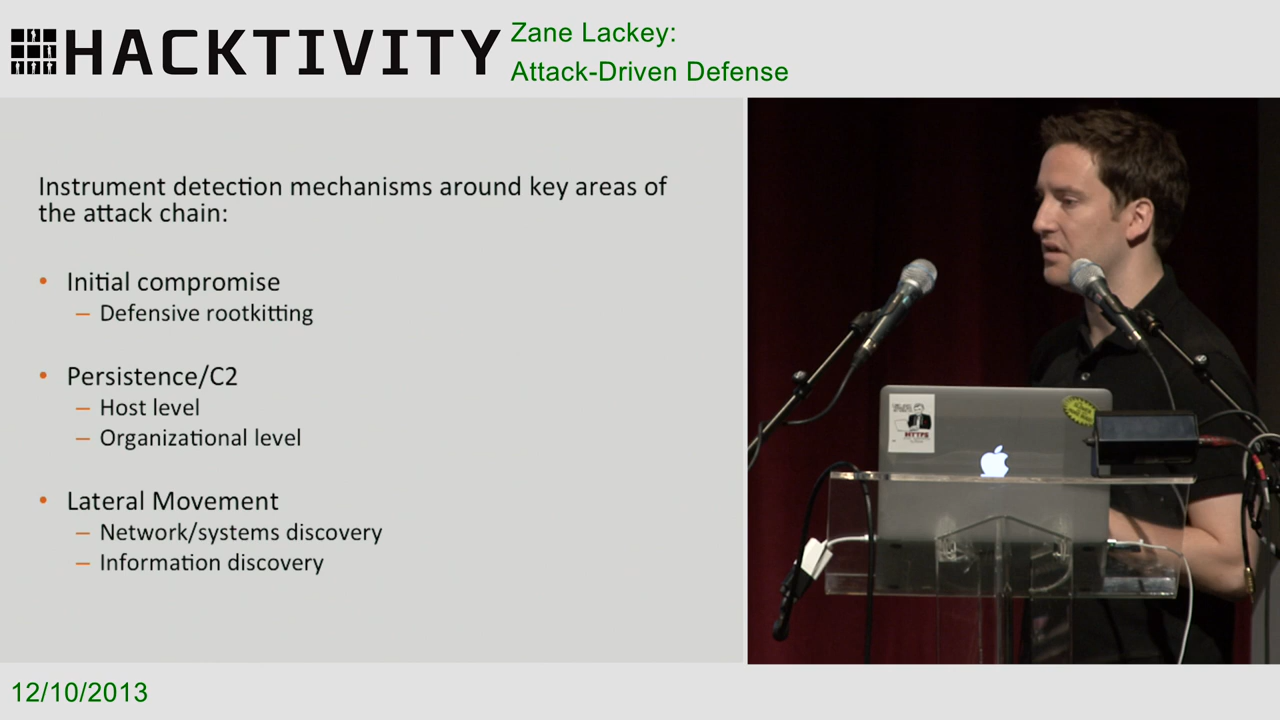 HACKTIVITY
Zane Lackey:
Attack-Driven Defense
Instrument detection mechanisms around key areas of
the attack chain:
• Initial compromise
– Defensive rootkitting
• Persistence/C2
– Host level
– Organizational level
• Lateral Movement
– Network/systems discovery
– Information discovery
HTTPS
12/10/2013